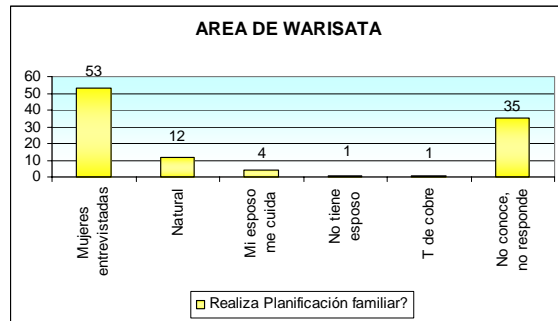 AREA DE WARISATA
60
50
40
30
20
10
0
53
12
4
1
1
35
Mujeres
entrevistadas
Natural
Mi esposo
me cuida
No tiene
esposo
T de cobre
No conoce,
no responde
Realiza Planificación familiar?